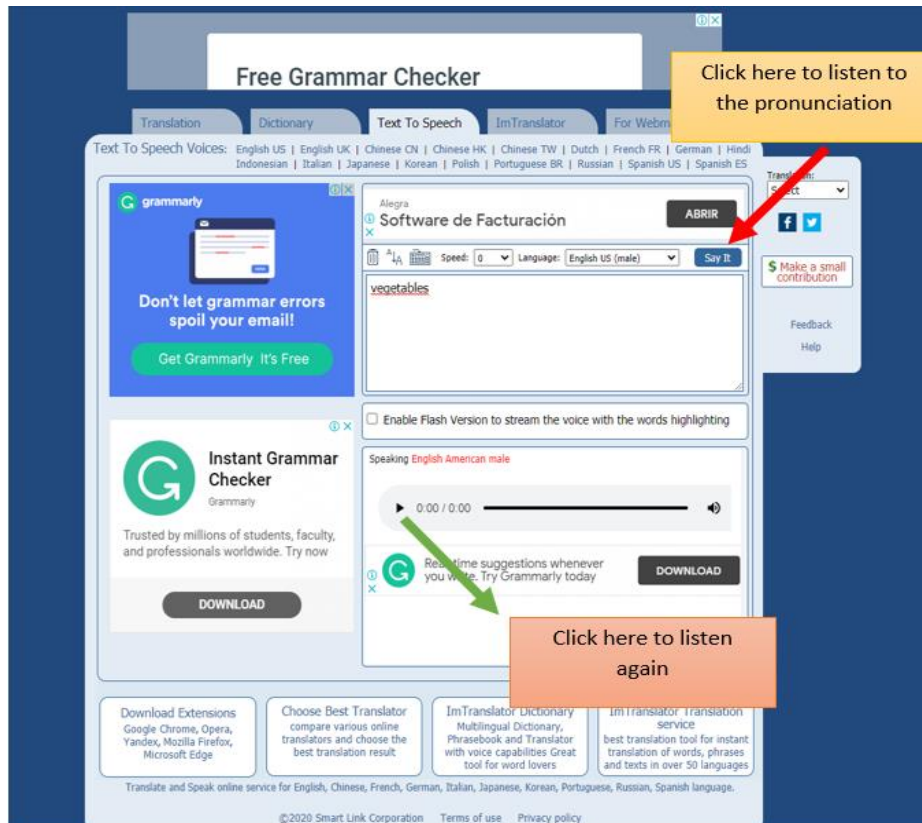 Free Grammar Checker
Click here to listen to
the pronunciation
Translation
Dictionary
Text To Speech
ImTranslator
For Webm
Text To Speech Voices: English US | English UK | Chinese CN | Chinese HK | Chinese TW | Dutch | French FR | German | Hindi
Indonesian | Italian | Japanese | Korean | Polish | Portuguese BR | Russian | Spanish US | Spanish ES
grammarly
Don't let grammar errors
spoil your email!
Get Grammarly It's Free
Alegra
Software de Facturación
ABRIR
Speed: 0 Language: English US (male) Say It
vegetables
Enable Flash Version to stream the voice with the words highlighting
Instant Grammar
Checker
Grammarly
Trusted by millions of students, faculty,
and professionals worldwide. Try now
DOWNLOAD
Speaking English American male
0:00 / 0:00
suggestions whenever
you Try Grammarly today
DOWNLOAD
Click here to listen
again
$ Make a small
contribution
Feedback
Help
Download Extensions
Google Chrome, Opera,
Yandex, Mozilla Firefox,
Microsoft Edge
Choose Best Translator
compare various online
translators and choose the
best translation result
ImTranslator Dictionary
Multilingual Dictionary,
Phrasebook and Translator
with voice capabilities Great
tool for word lovers
ImTranslator Translation
service
best translation tool for instant
translation of words, phrases
and texts in over 50 languages
Translate and Speak online service for English, Chinese, French, German, Italian, Japanese, Korean, Portuguese, Russian, Spanish language.
©2020 Smart Link Corporation Terms of use Privacy policy